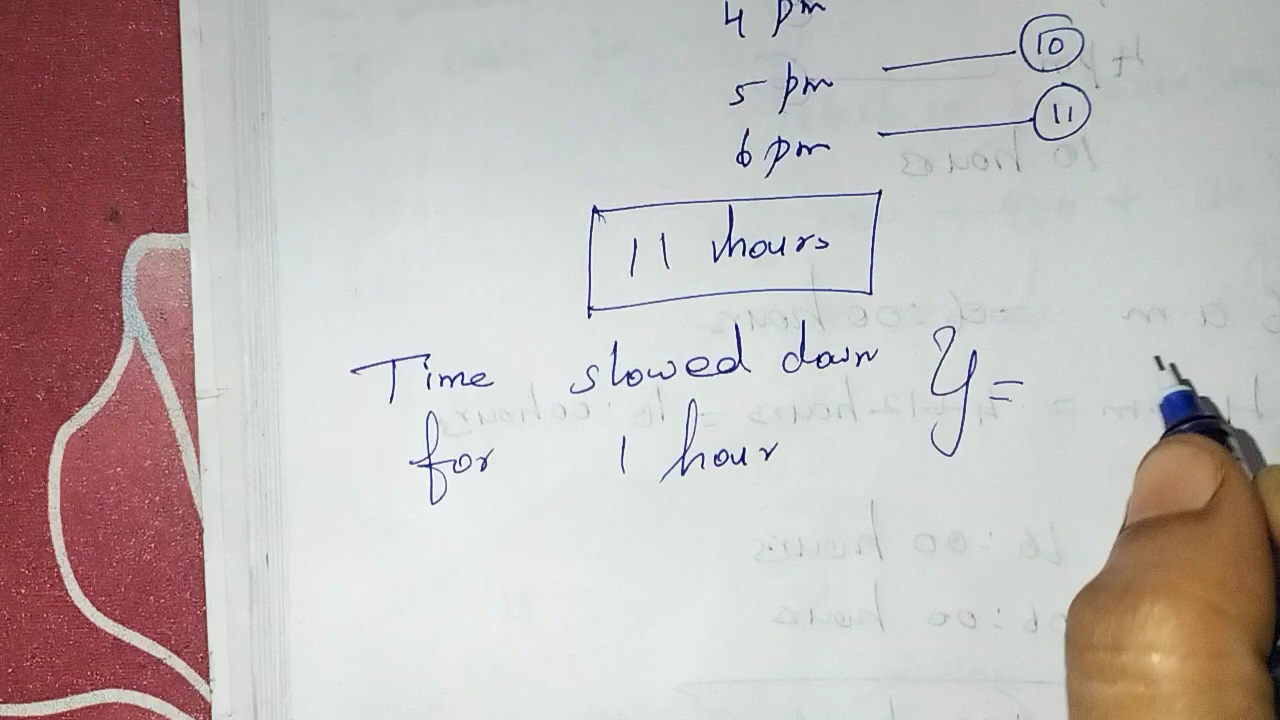 4 pm
5 pm 10
6 pm 11
11 hours
Time slowed down } =
for 1 hour